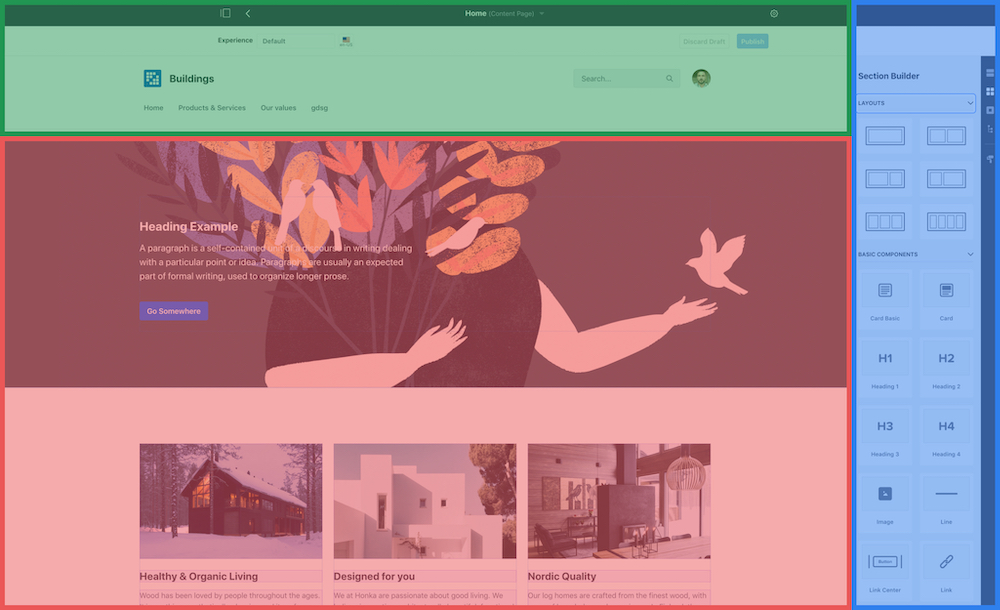 Home (Content Page)
Experience Default
Discard Draft Publish
Buildings
Search...
Home Products & Services Our values gdsg
Heading Example
A paragraph is a self-contained unit of a discourse in writing dealing
with a particular point or idea. Paragraphs are usually an expected
part of formal writing, used to organize longer prose.
Go Somewhere
Healthy & Organic Living
Wood has been loved by people throughout the ages.
Designed for you
We at Honka are passionate about good living. We
Nordic Quality
Our log homes are crafted from the finest wood, with
Section Builder
LAYOUTS
BASIC COMPONENTS
Card Basic Card
H1 H2
Heading 1 Heading 2
H3 H4
Heading 3 Heading 4
Image Line
Button
Link Center Link